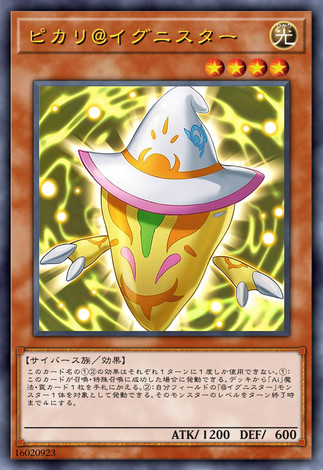 ピカリ@イグニスター
光
【サイバース族／効果】
このカード名の①②の効果はそれぞれ１ターンに１度しか使用できない。①：
このカードが召喚・特殊召喚に成功した場合に発動できる。デッキから「Ai」魔
法・罠カード１枚を手札に加える。②：自分フィールドの「@イグニスター」モン
スター１体を対象として発動できる。そのモンスターのレベルをターン終了
時まで４にする。
ATK/ 1200 DEF/ 600
16020923